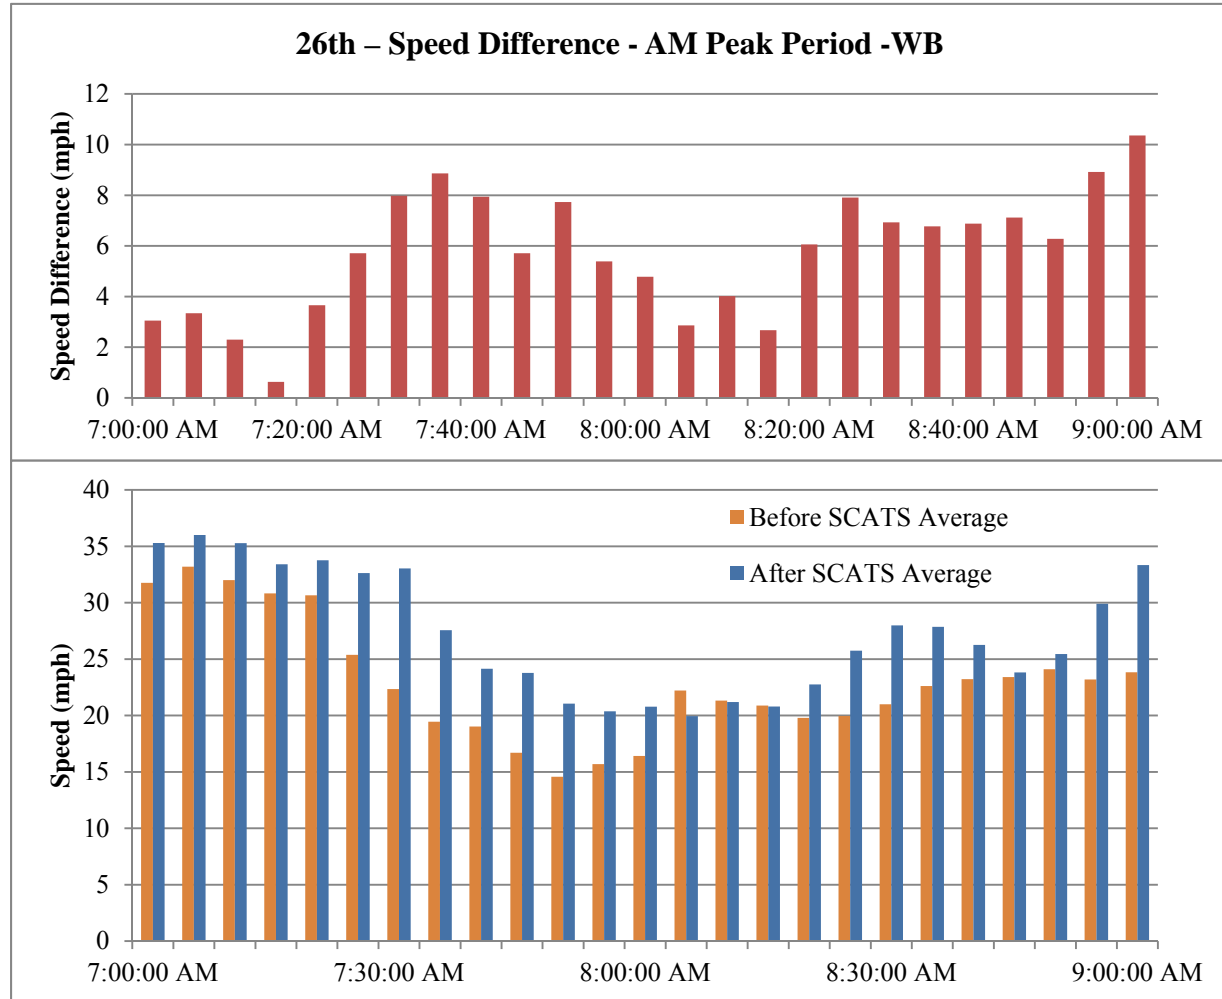 26th – Speed Difference - AM Peak Period -WB
Speed Difference (mph)
12
10
8
6
4
2
0
7:00:00 AM 7:20:00 AM 7:40:00 AM 8:00:00 AM 8:20:00 AM 8:40:00 AM 9:00:00 AM
Speed (mph)
40
35
30
25
20
15
10
5
0
Before SCATS Average
After SCATS Average
7:00:00 AM 7:30:00 AM 8:00:00 AM 8:30:00 AM 9:00:00 AM